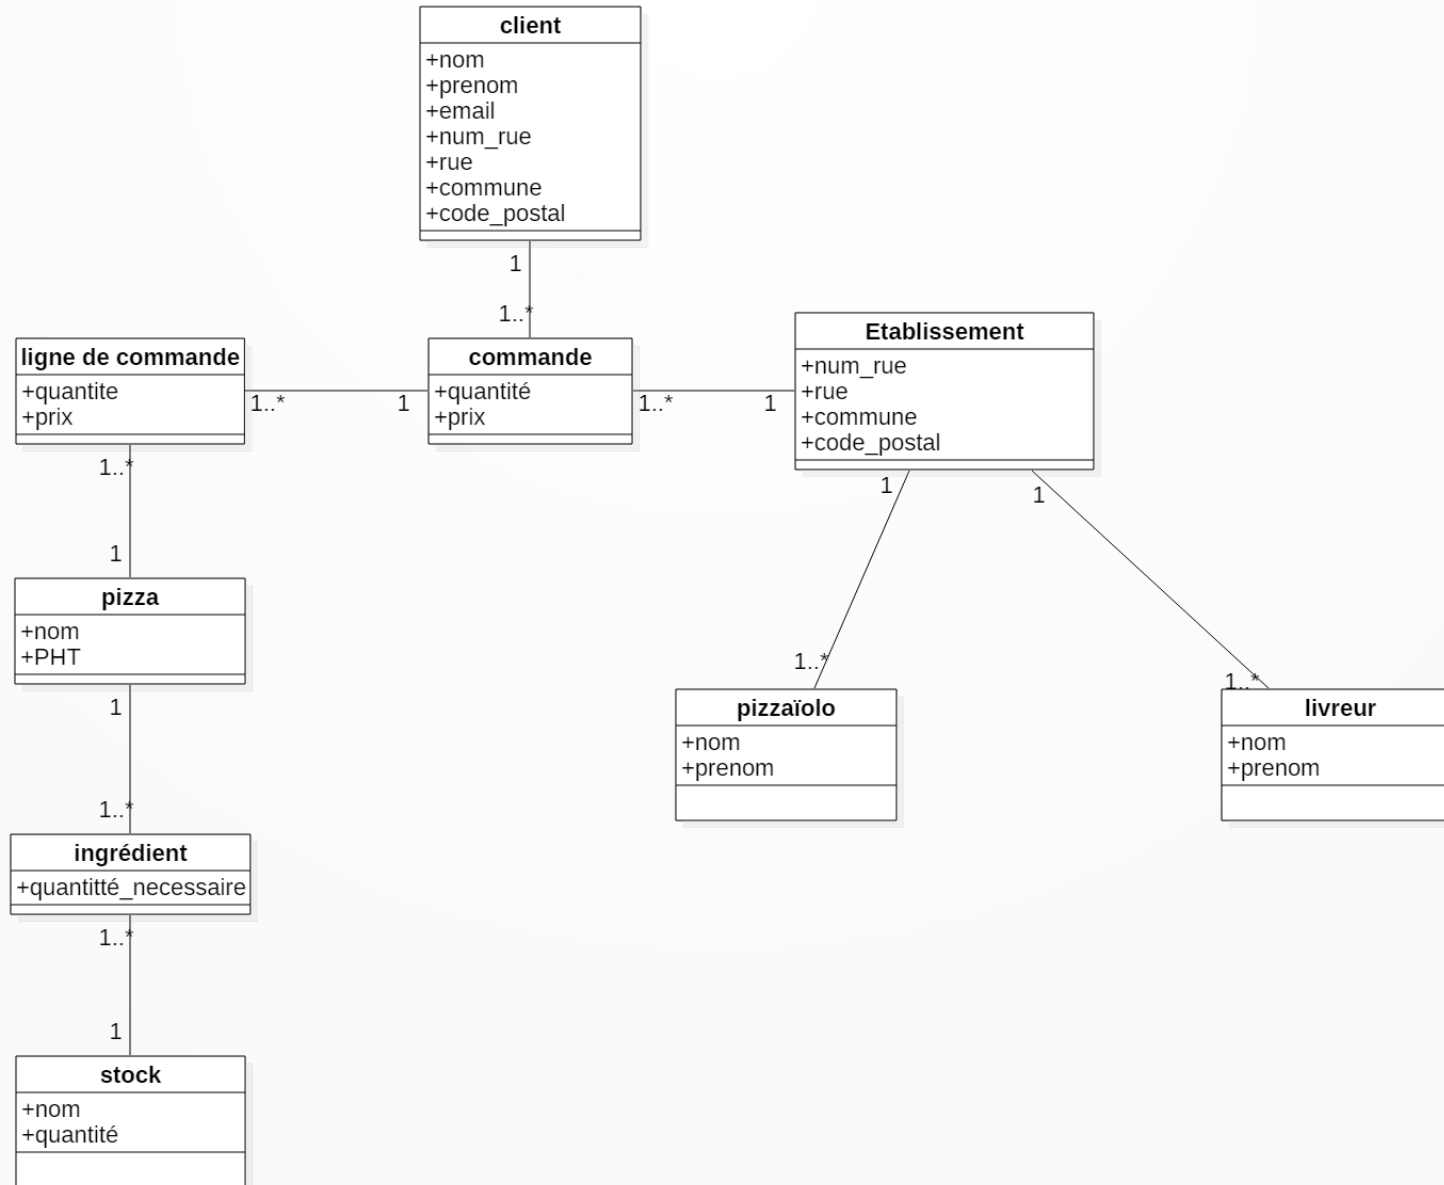 client
+nom
+prenom
+email
+num_rue
+rue
+commune
+code_postal
1
1..*
ligne de commande
+quantite
+prix
1..*
1
commande
+quantité
+prix
1..*
1
Etablissement
+num_rue
+rue
+commune
+code_postal
1
1
1..*
1
pizza
+nom
+PHT
1
1..*
1..*
1..*
pizzaïolo
+nom
+prenom
livreur
+nom
+prenom
ingrédient
+quantitté_necessaire
1..*
1
stock
+nom
+quantité